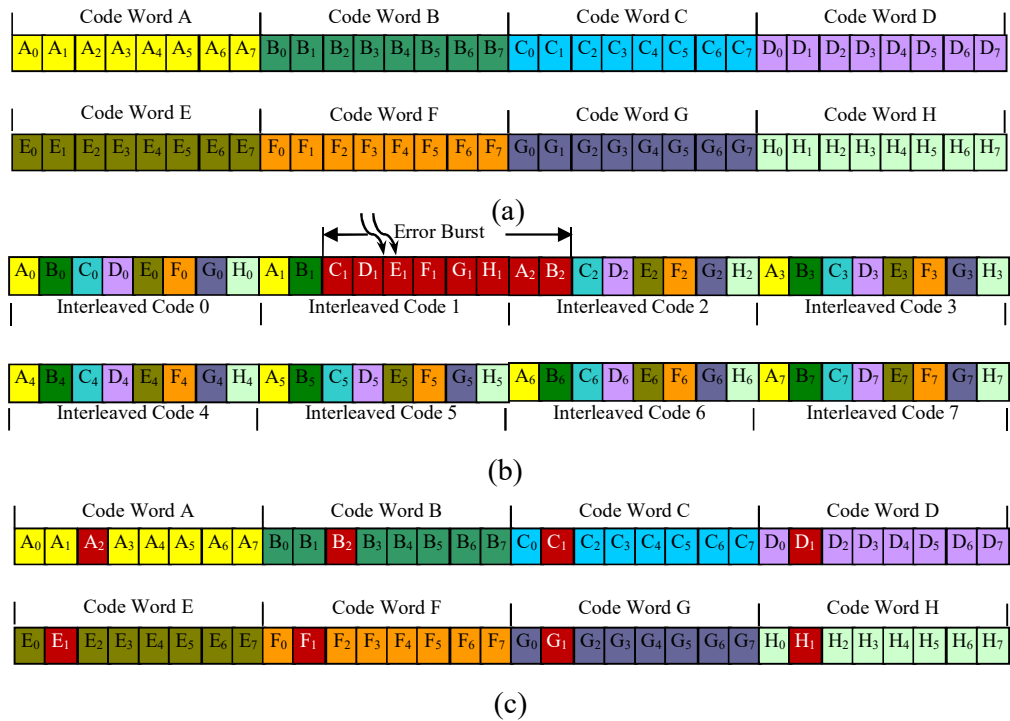 Code Word A Code Word B Code Word C Code Word D
A₀ A₁ A₂ A₃ A₄ A₅ A₆ A₇ B₀ B₁ B₂ B₃ B₄ B₅ B₆ B₇ C₀ C₁ C₂ C₃ C₄ C₅ C₆ C₇ D₀ D₁ D₂ D₃ D₄ D₅ D₆ D₇
Code Word E Code Word F Code Word G Code Word H
E₀ E₁ E₂ E₃ E₄ E₅ E₆ E₇ F₀ F₁ F₂ F₃ F₄ F₅ F₆ F₇ G₀ G₁ G₂ G₃ G₄ G₅ G₆ G₇ H₀ H₁ H₂ H₃ H₄ H₅ H₆ H₇
(a)
Error Burst
A₀ B₀ C₀ D₀ E₀ F₀ G₀ H₀ A₁ B₁ C₁ D₁ E₁ F₁ G₁ H₁ A₂ B₂ C₂ D₂ E₂ F₂ G₂ H₂ A₃ B₃ C₃ D₃ E₃ F₃ G₃ H₃
Interleaved Code 0 Interleaved Code 1 Interleaved Code 2 Interleaved Code 3
A₄ B₄ C₄ D₄ E₄ F₄ G₄ H₄ A₅ B₅ C₅ D₅ E₅ F₅ G₅ H₅ A₆ B₆ C₆ D₆ E₆ F₆ G₆ H₆ A₇ B₇ C₇ D₇ E₇ F₇ G₇ H₇
Interleaved Code 4 Interleaved Code 5 Interleaved Code 6 Interleaved Code 7
(b)
Code Word A Code Word B Code Word C Code Word D
A₀ A₁ A₂ A₃ A₄ A₅ A₆ A₇ B₀ B₁ B₂ B₃ B₄ B₅ B₆ B₇ C₀ C₁ C₂ C₃ C₄ C₅ C₆ C₇ D₀ D₁ D₂ D₃ D₄ D₅ D₆ D₇
Code Word E Code Word F Code Word G Code Word H
E₀ E₁ E₂ E₃ E₄ E₅ E₆ E₇ F₀ F₁ F₂ F₃ F₄ F₅ F₆ F₇ G₀ G₁ G₂ G₃ G₄ G₅ G₆ G₇ H₀ H₁ H₂ H₃ H₄ H₅ H₆ H₇
(c)